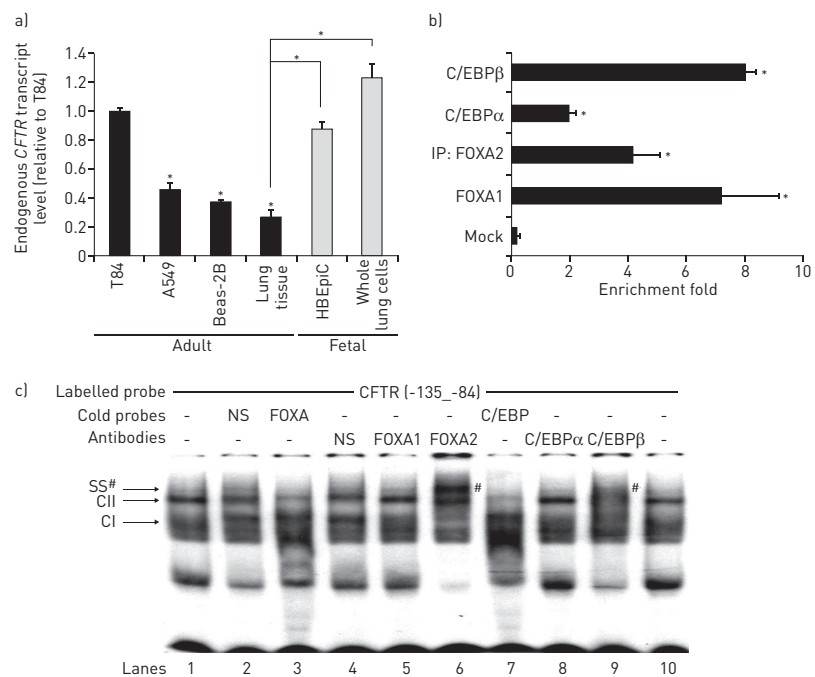 a)
Endogenous CFTR transcript
level (relative to T84)
1.4
1.2
1.0
0.8
0.6
0.4
0.2
0
*
*
*
*
*
T84
A549
Beas-2B
Lung
tissue
HBEpiC
Whole
lung cells
Adult
Fetal
b)
C/EBPβ
*
C/EBPα
*
IP: FOXA2
*
FOXA1
*
Mock
0 2 4 6 8 10
Enrichment fold
c)
Labelled probe CFTR (-135_-84)
Cold probes - NS FOXA - - - C/EBP - - -
Antibodies - - - NS FOXA1 FOXA2 - C/EBPα C/EBPβ -
SS# # #
CII
CI
Lanes 1 2 3 4 5 6 7 8 9 10